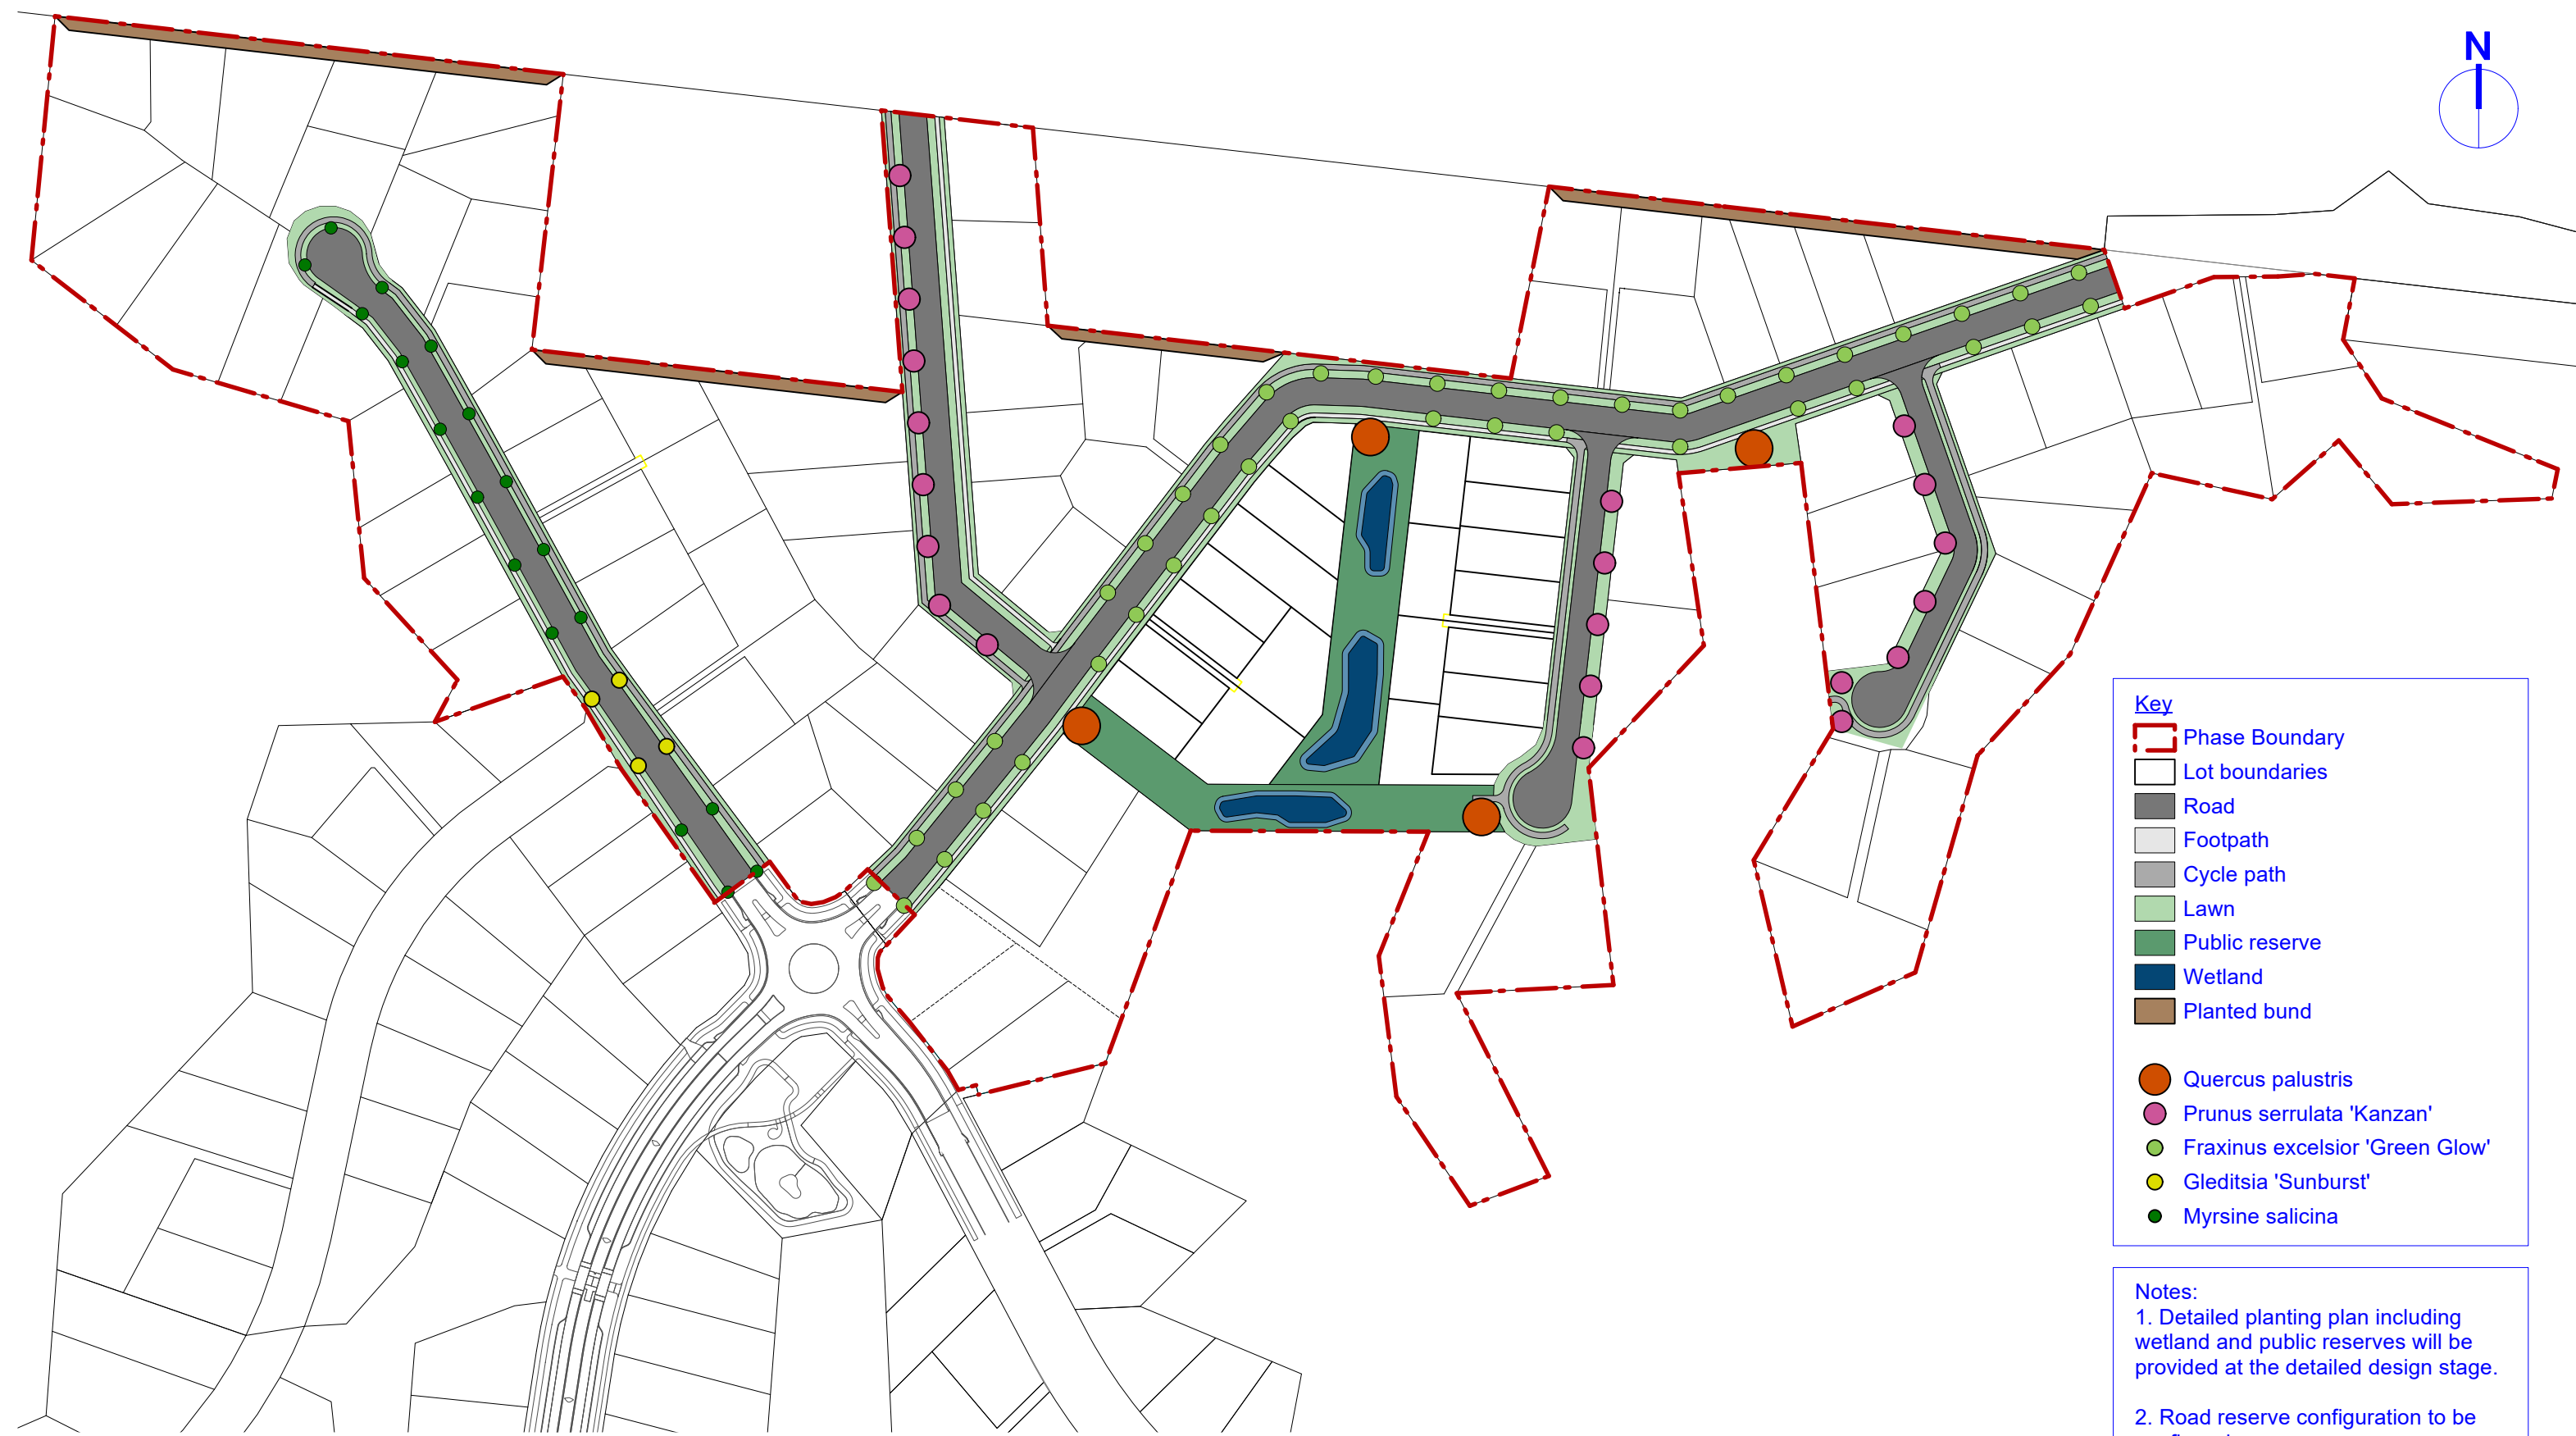 N
Key
Phase Boundary
Lot boundaries
Road
Footpath
Cycle path
Lawn
Public reserve
Wetland
Planted bund
Quercus palustris
Prunus serrulata 'Kanzan'
Fraxinus excelsior 'Green Glow'
Gleditsia 'Sunburst'
Myrsine salicina
Notes:
1. Detailed planting plan including
wetland and public reserves will be
provided at the detailed design stage.
2. Road reserve configuration to be